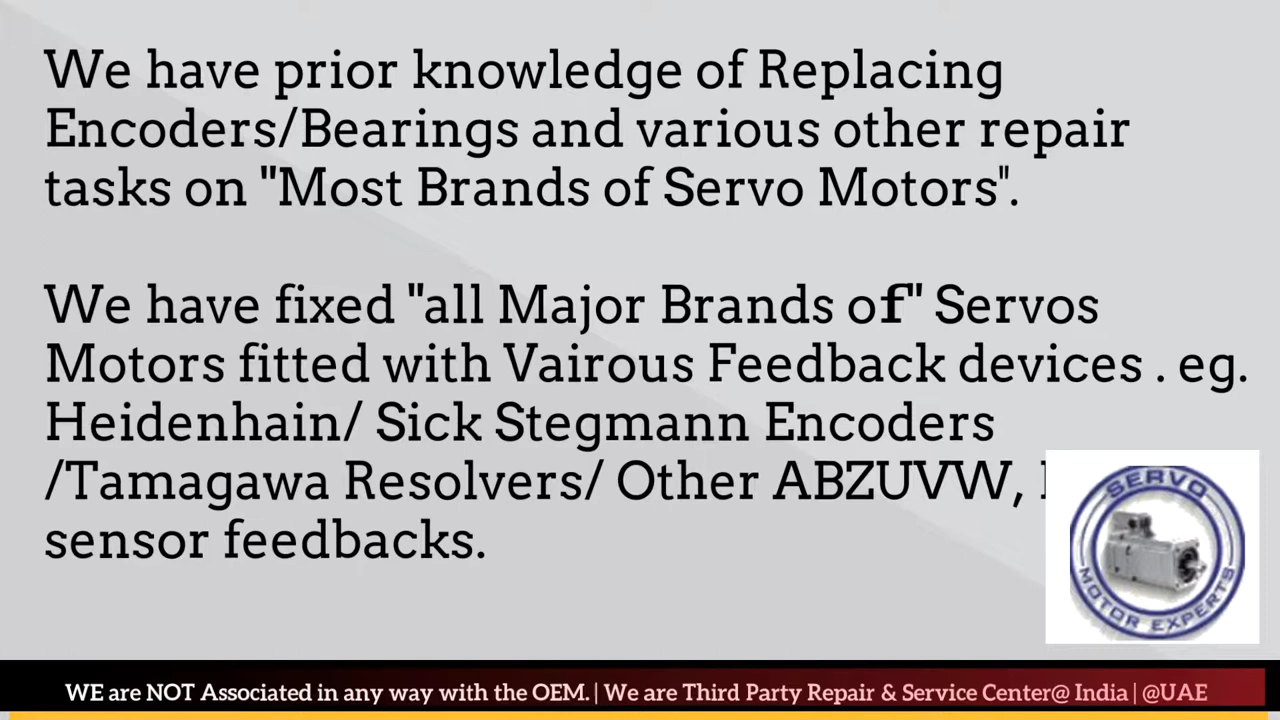 We have prior knowledge of Replacing
Encoders/Bearings and various other repair
tasks on "Most Brands of Servo Motors".
We have fixed "all Major Brands of" Servos
Motors fitted with Vairous Feedback devices . eg.
Heidenhain/ Sick Stegmann Encoders
/Tamagawa Resolvers/ Other ABZUVW,
sensor feedbacks.
SERVO
MOTOR EXPERTS
WE are NOT Associated in any way with the OEM. | We are Third Party Repair & Service Center@ India | @UAE